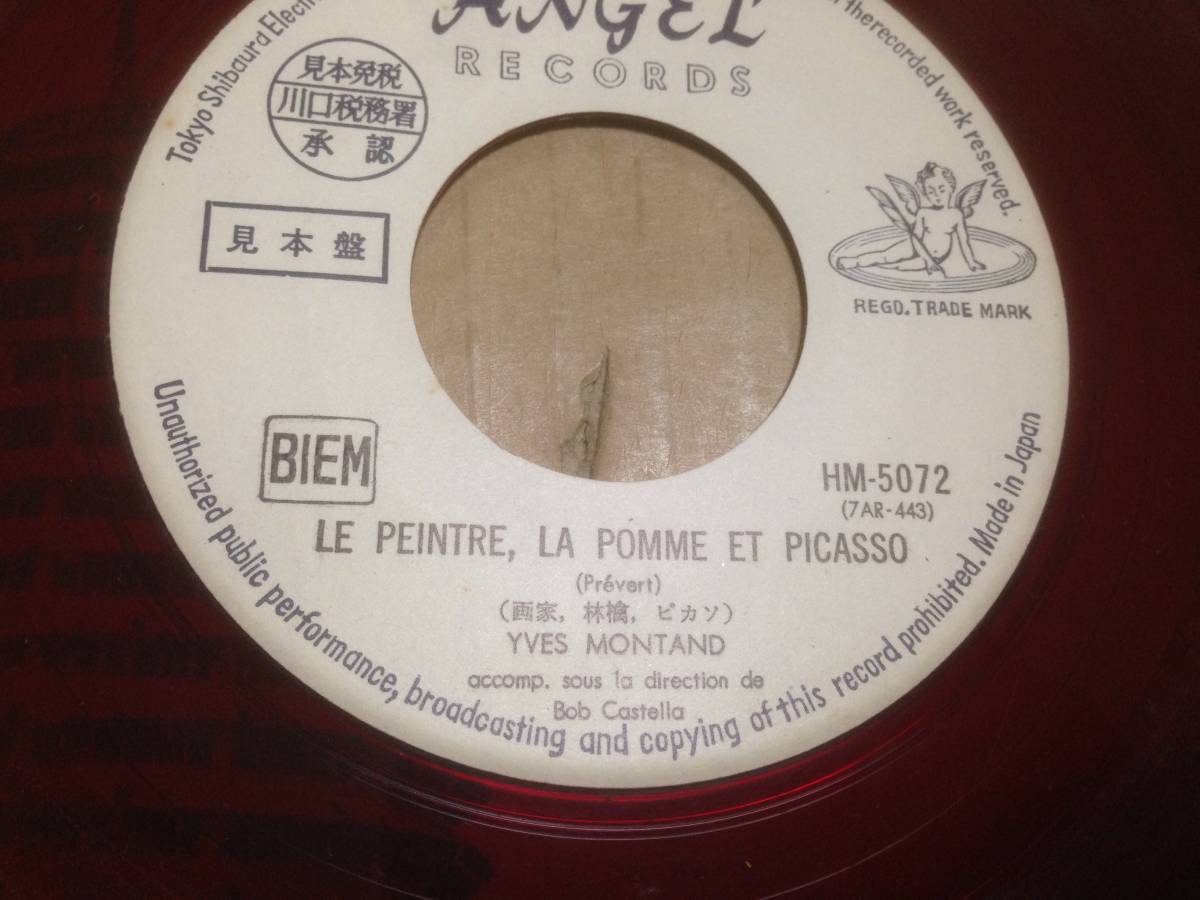 ANGEL
RECORDS
Tokyo Shibaura Electri
the recorded work reserved.
見本免税
川口税務署
承認
見本盤
REGD. TRADE MARK
BIEM
HM-5072
(7AR-443)
LE PEINTRE, LA POMME ET PICASSO
(Prévert)
(画家, 林檎, ピカソ)
YVES MONTAND
accomp. sous la direction de
Bob Castella
Unauthorized public performance, broadcasting and copying of this record prohibited. Made in Japan